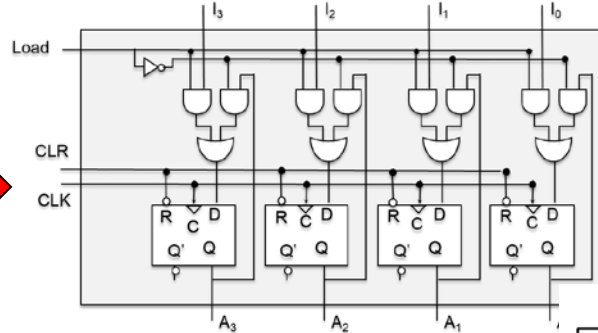 I3 I2 I1 I0
Load
CLR
CLK
R C D R C D R C D R C D
Q' Q Q' Q Q' Q Q' Q
A3 A2 A1